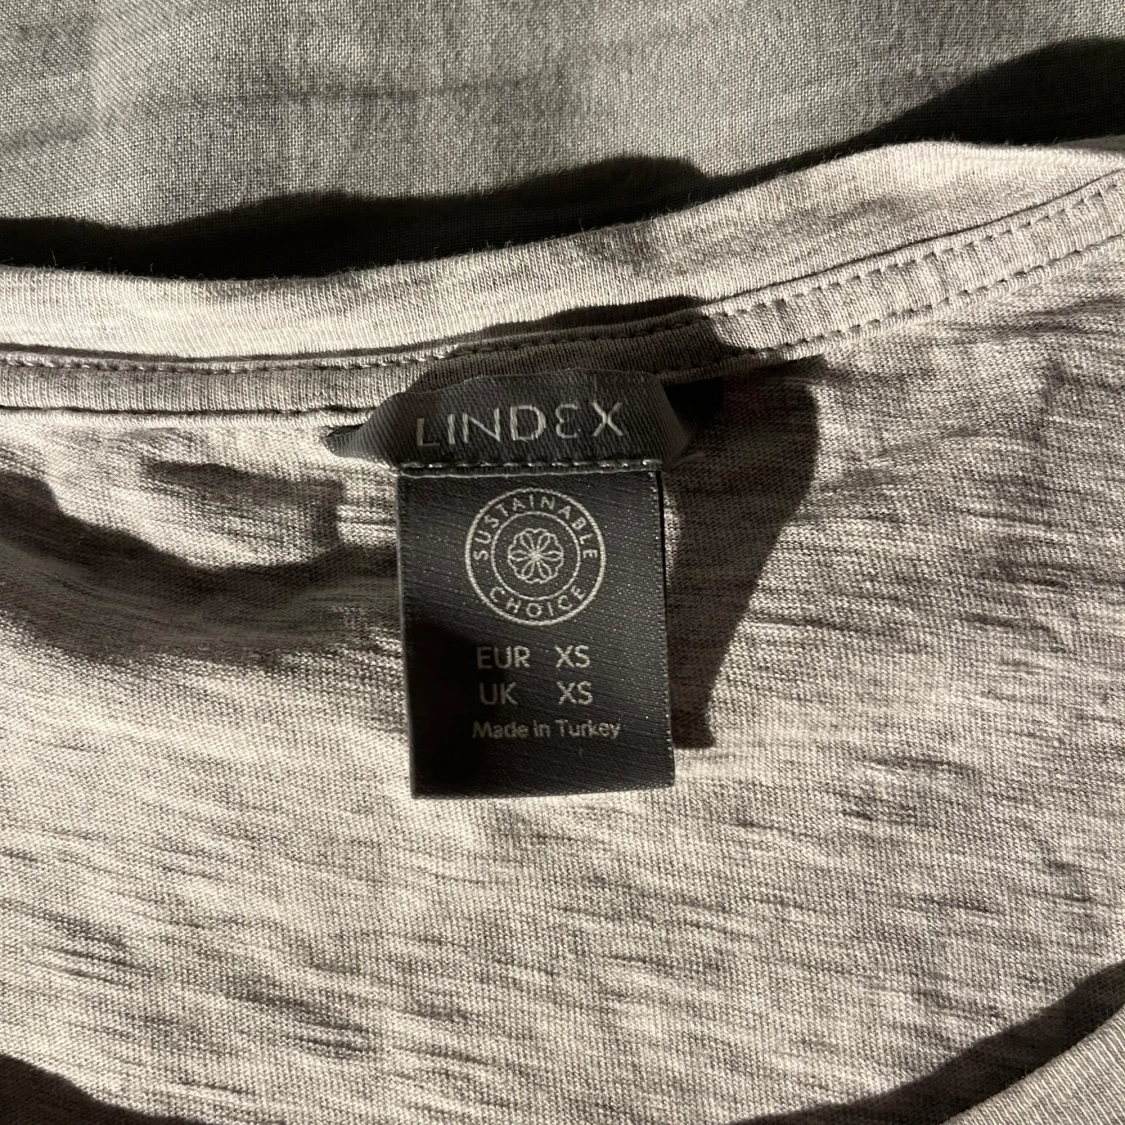 LINDEX
SUSTAINABLE
CHOICE
EUR XS
UK XS
Made in Turkey